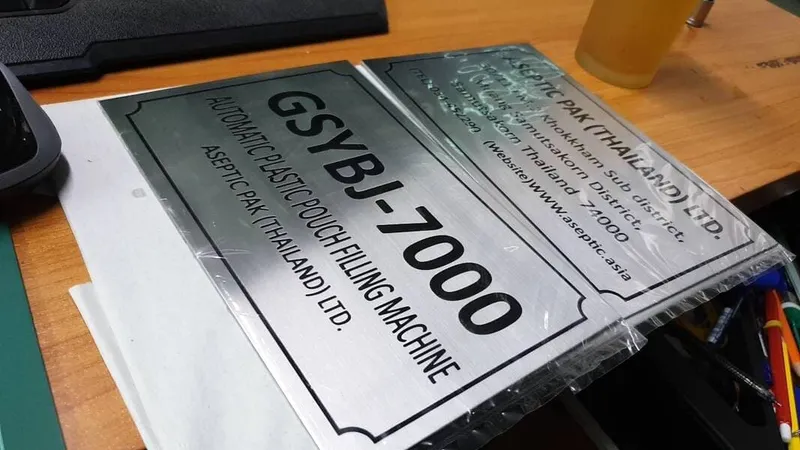 GSYBJ-7000
AUTOMATIC PLASTIC POUCH FILLING MACHINE
ASEPTIC PAK (THAILAND) LTD.
ASEPTIC PAK (THAILAND) LTD.
Khokkham Sub district,
Samutsakorn District,
Samutsakorn Thailand 74000
(Website)www.aseptic.asia